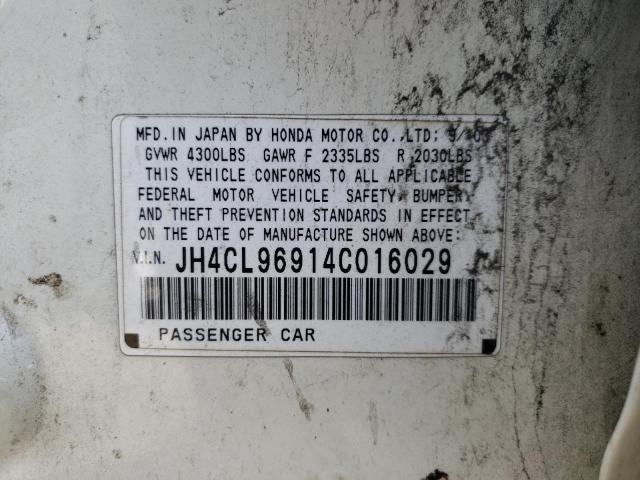 MFD.IN JAPAN BY HONDA MOTOR CO.,LTD: 9/03
GVWR 4300LBS GAWR F 2335LBS R 2030LBS
THIS VEHICLE CONFORMS TO ALL APPLICABLE
FEDERAL MOTOR VEHICLE SAFETY, BUMPER,
AND THEFT PREVENTION STANDARDS IN EFFECT
ON THE DATE OF MANUFACTURE SHOWN ABOVE:
V.I.N. JH4CL96914C016029
PASSENGER CAR